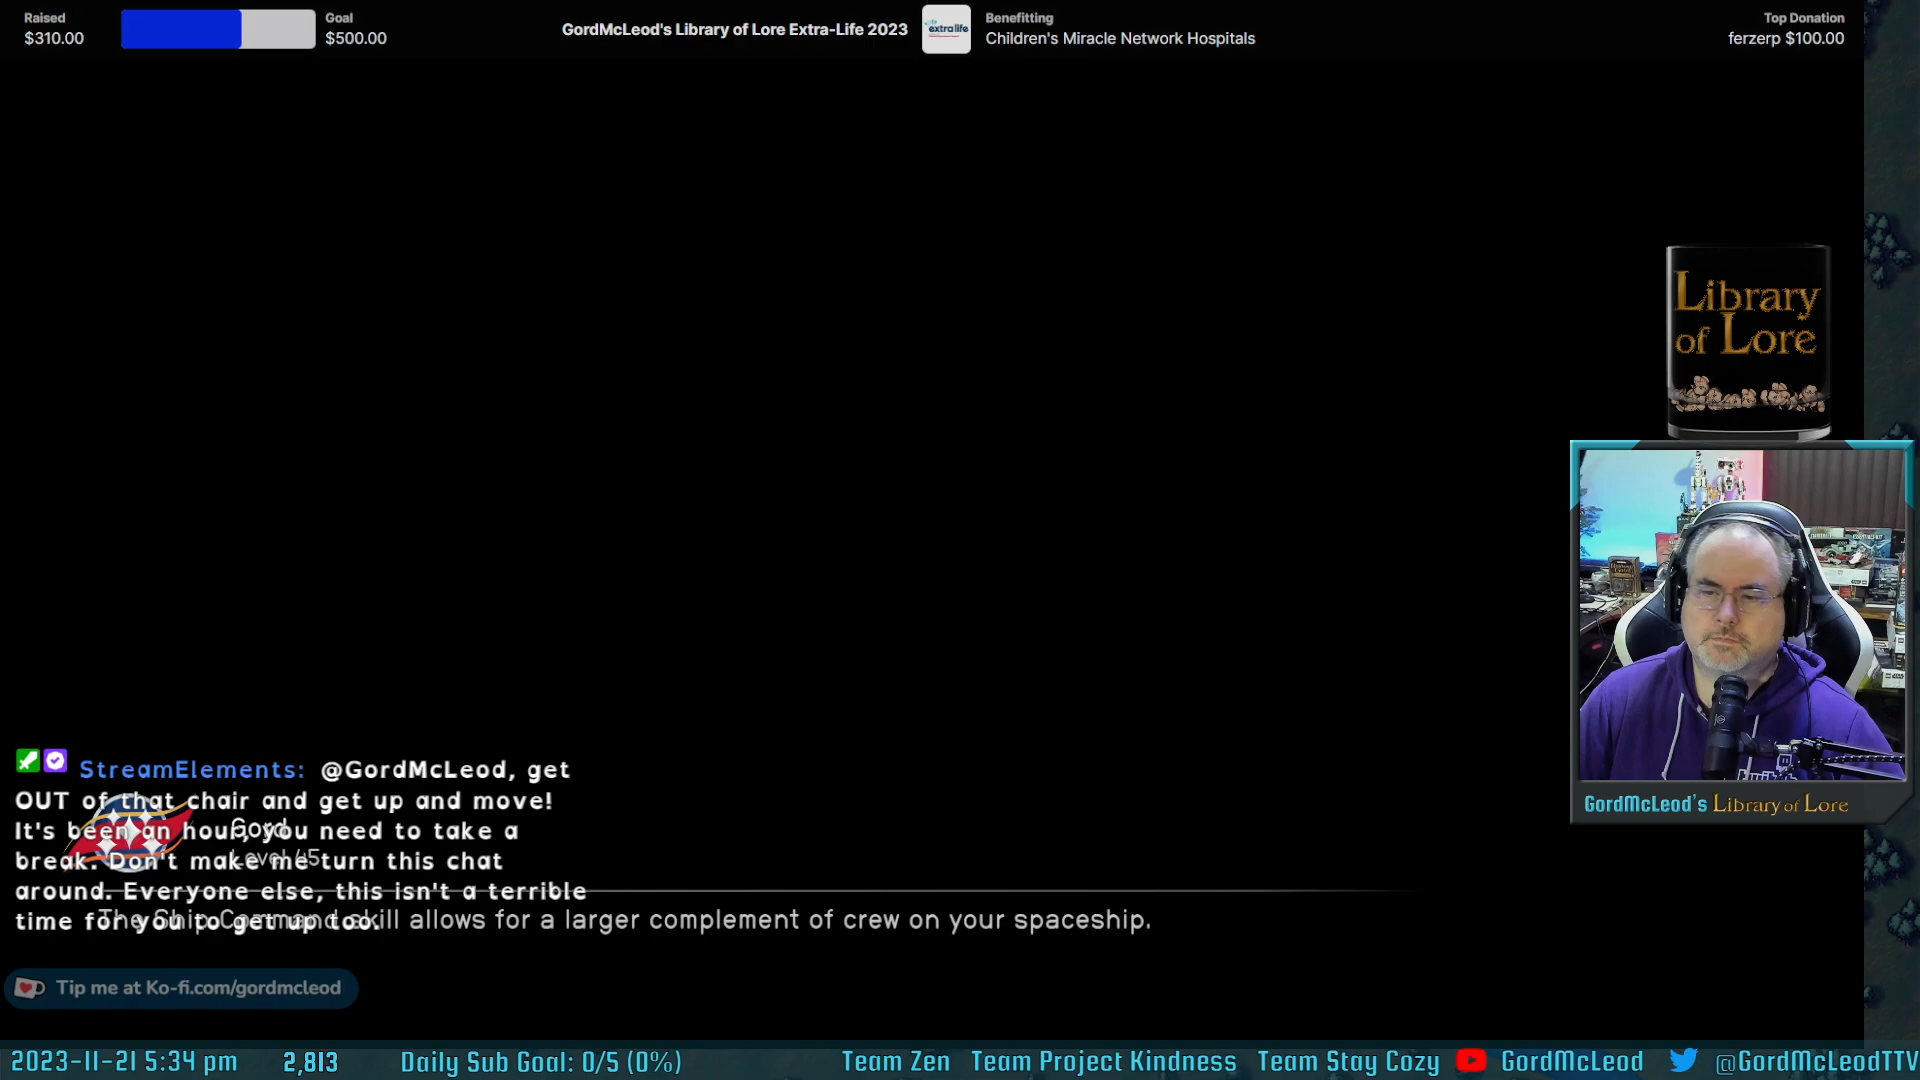 Raised
$310.00
Goal
$500.00
GordMcLeod's Library of Lore Extra-Life 2023
extralife
Benefitting
Children's Miracle Network Hospitals
Top Donation
ferzerp $100.00
Library
of Lore
StreamElements: @GordMcLeod, get
OUT of that chair and get up and move!
It's been an hour, you need to take a
break. Don't make me turn this chat
around. Everyone else, this isn't a terrible
time for you to get up too.
Gord
Level 45
The Ship Command skill allows for a larger complement of crew on your spaceship.
GordMcLeod's Library of Lore
Tip me at Ko-fi.com/gordmcleod
2023-11-21 5:34 pm 2,813 Daily Sub Goal: 0/5 (0%) Team Zen Team Project Kindness Team Stay Cozy GordMcLeod @GordMcLeodTTV